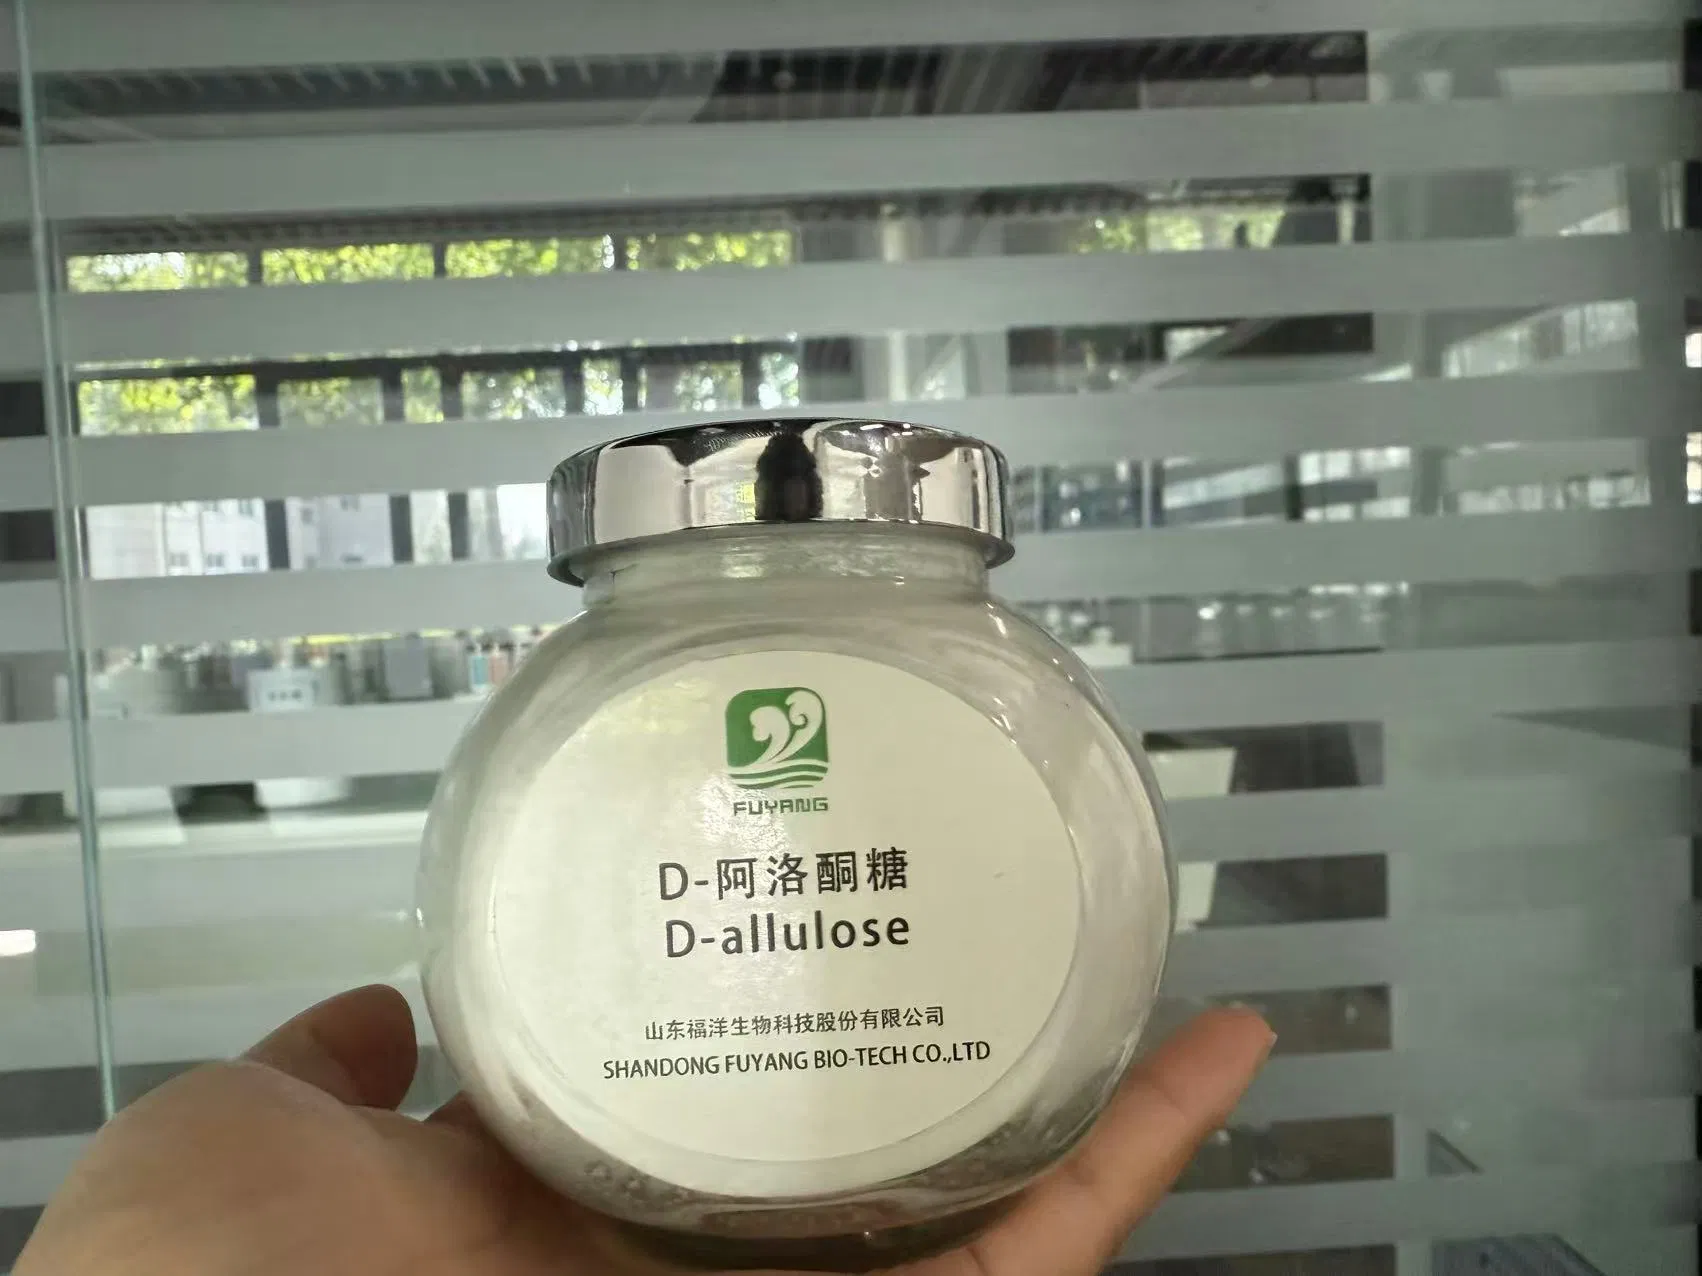 FUYANG
D-阿洛酮糖
D-allulose
山东福洋生物科技股份有限公司
SHANDONG FUYANG BIO-TECH CO.,LTD